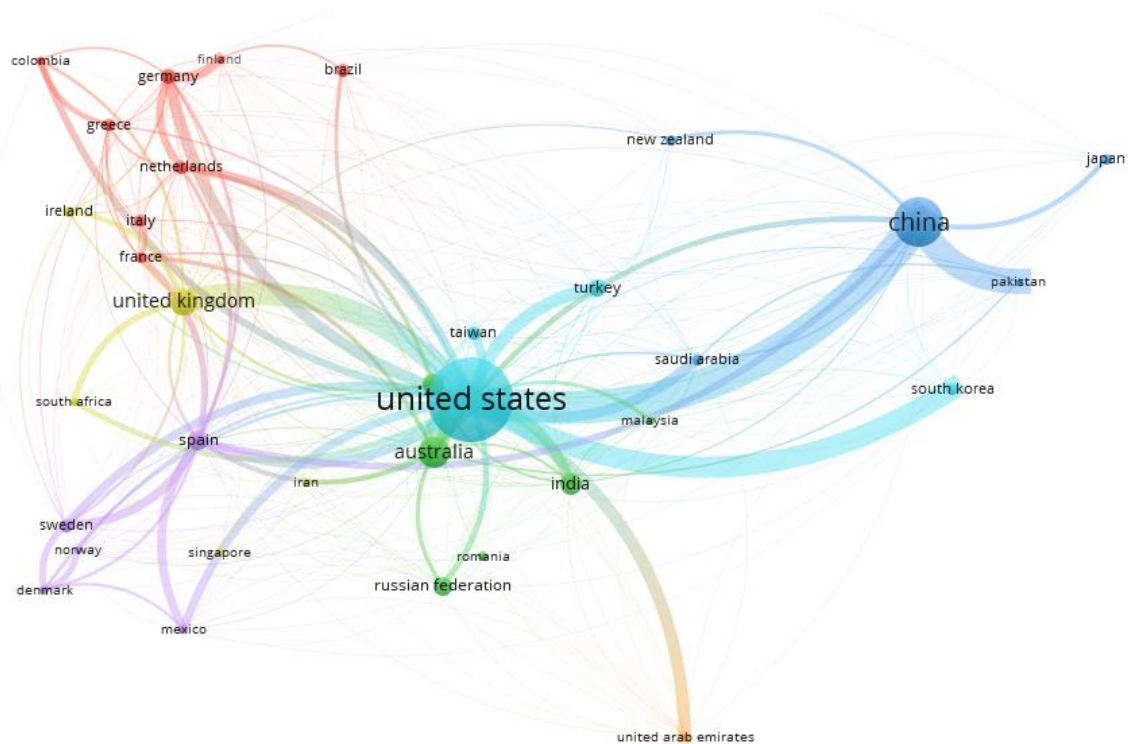 colombia
finland
germany
brazil
greece
new zealand
japan
netherlands
ireland
italy
china
france
pakistan
turkey
united kingdom
taiwan
saudi arabia
south korea
united states
south africa
malaysia
spain
australia
iran
india
sweden
norway
singapore
romania
denmark
russian federation
mexico
united arab emirates